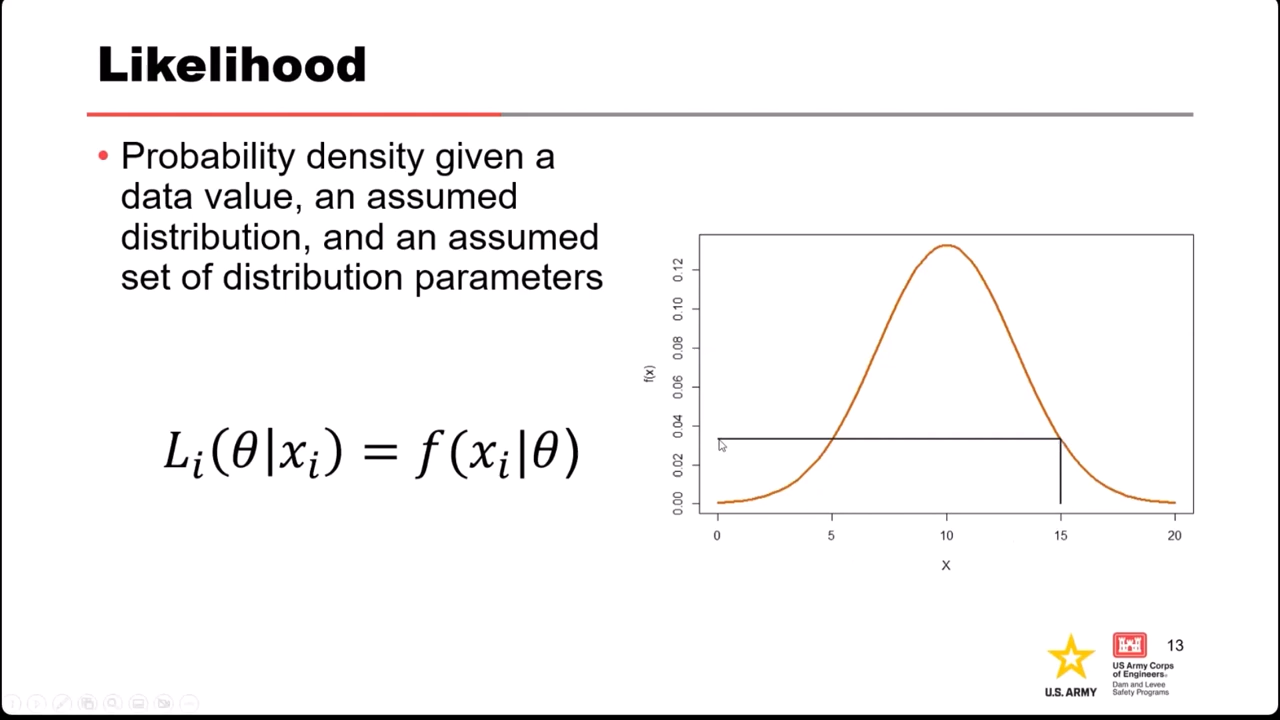 Likelihood
• Probability density given a
data value, an assumed
distribution, and an assumed
set of distribution parameters
L_i(θ|x_i) = f(x_i|θ)
f(x)
0.12
0.10
0.08
0.06
0.04
0.02
0.00
0 5 10 15 20
X
13
U.S. ARMY
US Army Corps
of Engineers®
Dam and Levee
Safety Programs